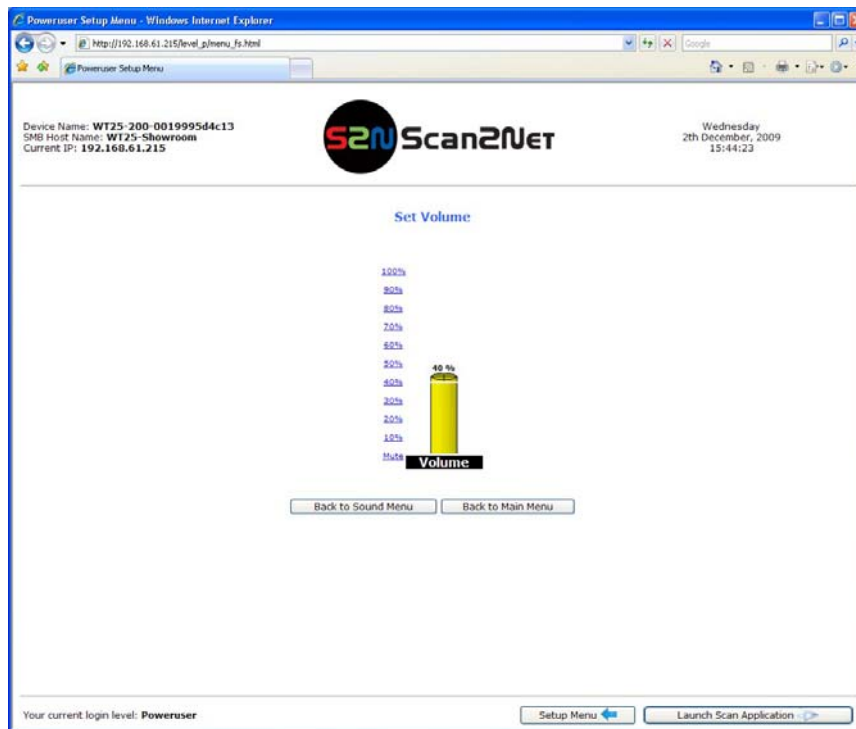 Poweruser Setup Menu - Windows Internet Explorer
http://192.168.61.215/level_p/menu_fs.html
Google
Poweruser Setup Menu
Device Name: WT25-200-0019995d4c13
SMB Host Name: WT25-Showroom
Current IP: 192.168.61.215
S2N Scan2Net
Wednesday
2th December, 2009
15:44:23
Set Volume
100%
90%
80%
70%
60%
50%
40 %
40%
30%
20%
10%
Mute
Volume
Back to Sound Menu
Back to Main Menu
Your current login level: Poweruser
Setup Menu
Launch Scan Application